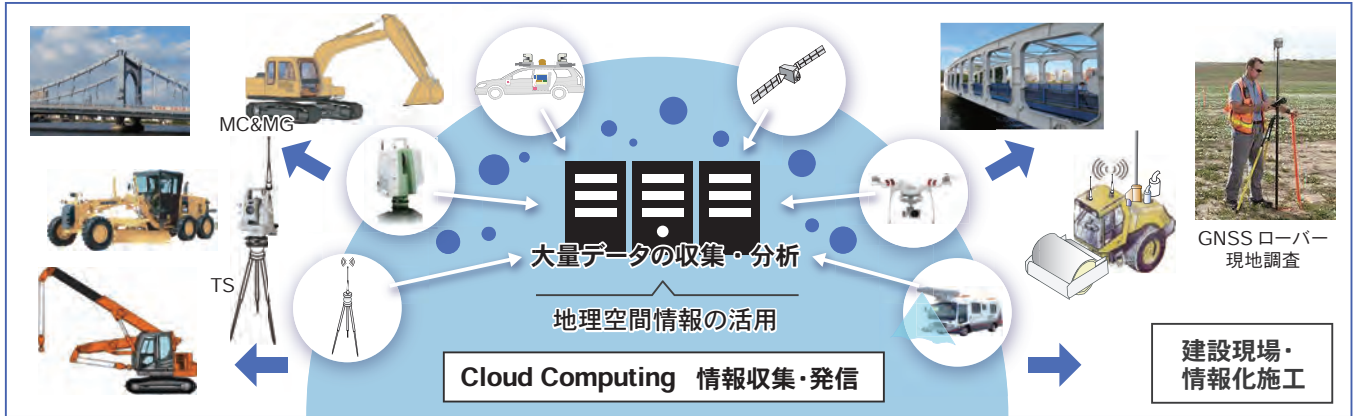 MC&MG
TS
大量データの収集・分析
地理空間情報の活用
Cloud Computing 情報収集・発信
GNSS ローバー
現地調査
建設現場・
情報化施工